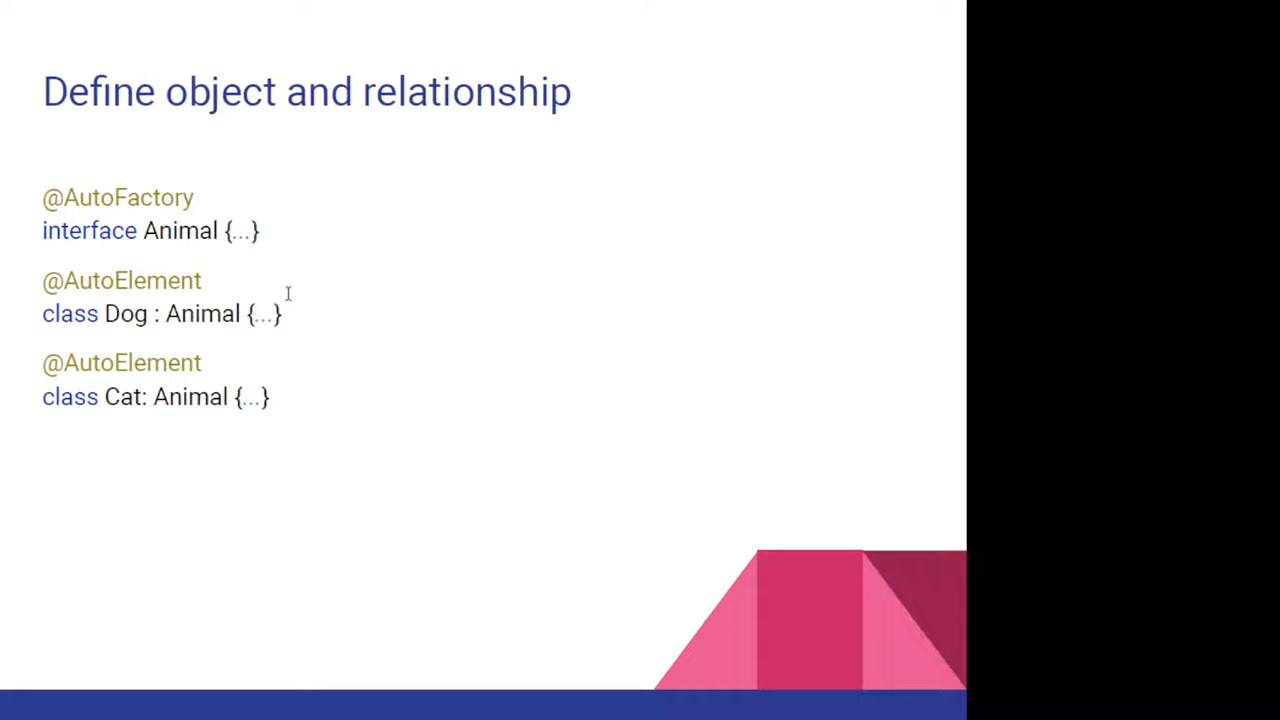 Define object and relationship
@AutoFactory
interface Animal {...}
@AutoElement
class Dog : Animal {...}
@AutoElement
class Cat: Animal {...}